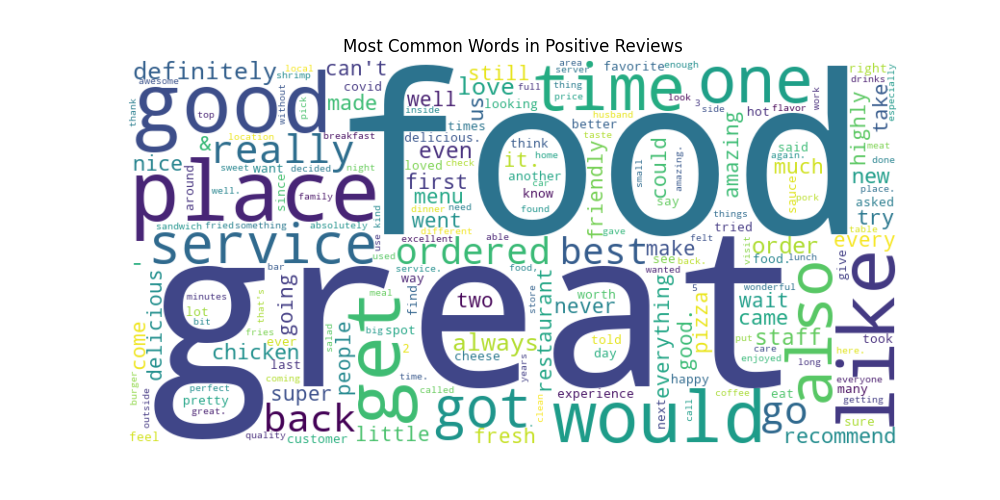 Most Common Words in Positive Reviews
definitely
shrimp
can't
covid
awesome
local
without
pick
thank
good
top
made
food
still
love
us
looking
well
inside
times
delicious.
time
area
server
thing
price
full
favorite
enough
look
one
3
side
hot
drinks
flavor
work
right
take
especially
highly
&
really
location
breakfast
nice
sweet
want
decided
night
around
well.
since
family
place
even
loved
check
first
menu
dinner
need
went
different
think
it.
home
another
car
know
found
better
husband
taste
friendly
gave
small
could
say
amazing.
amazing
things
tried
said
again.
much
sauce
pork
meat
done
new
place.
asked
try
table
every
sandwich
fried
something
absolutely
use
kind
excellent
able
service
used
ordered
best
make
felt
see
back.
visit
order
food.
lunch
-
bar
service.
food.
way
find
wanted
5
wonderful
give
like
great
delicious
minutes
lot
bit
that's
going
fries
ever
get
meal
big
spot
2
two
store
restaurant
worth
never
everything
good.
pizza
wait
came
put
staff
also
took
here.
come
chicken
last
people
salad
always
cheese
time.
years
told
day
happy
care
enjoyed
long
everyone
many
getting
burger
outside
perfect
pretty
great.
coming
super
called
experience
next
call
coffee
eat
feel
quality
back
customer
little
got
fresh
clean
.
would
go
sure
recommend